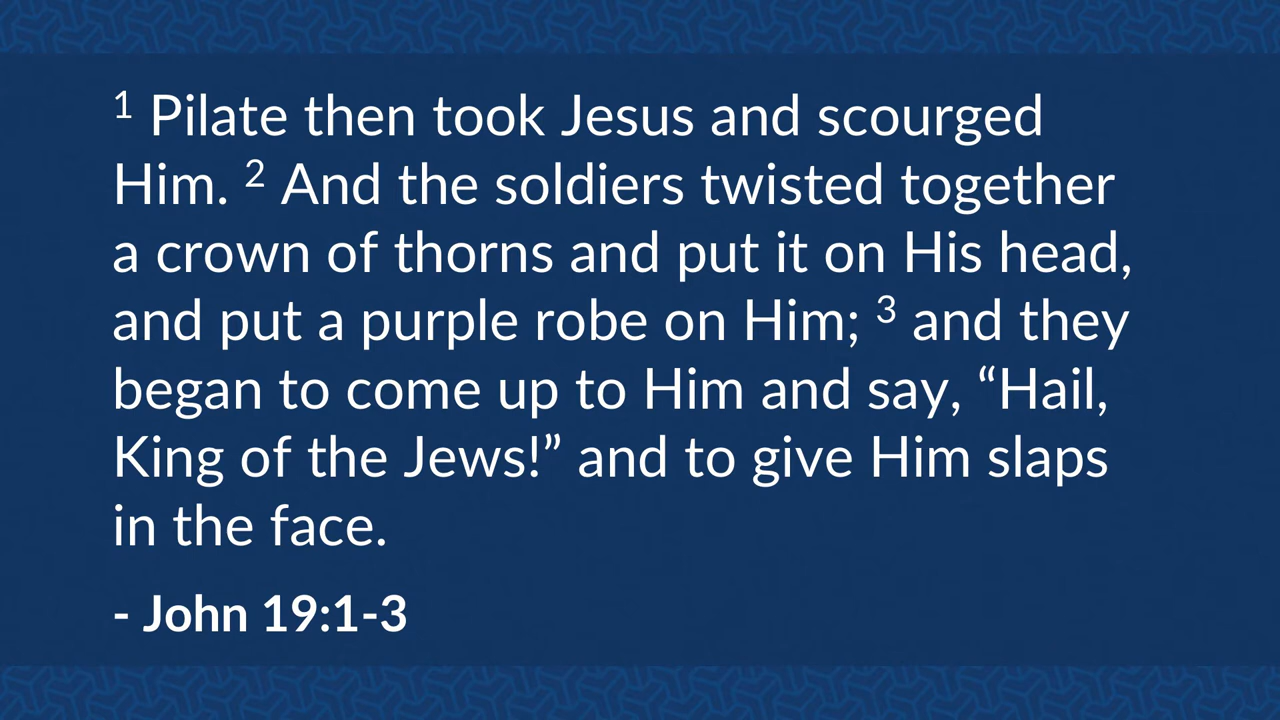 1 Pilate then took Jesus and scourged
Him. 2 And the soldiers twisted together
a crown of thorns and put it on His head,
and put a purple robe on Him; 3 and they
began to come up to Him and say, “Hail,
King of the Jews!” and to give Him slaps
in the face.
- John 19:1-3